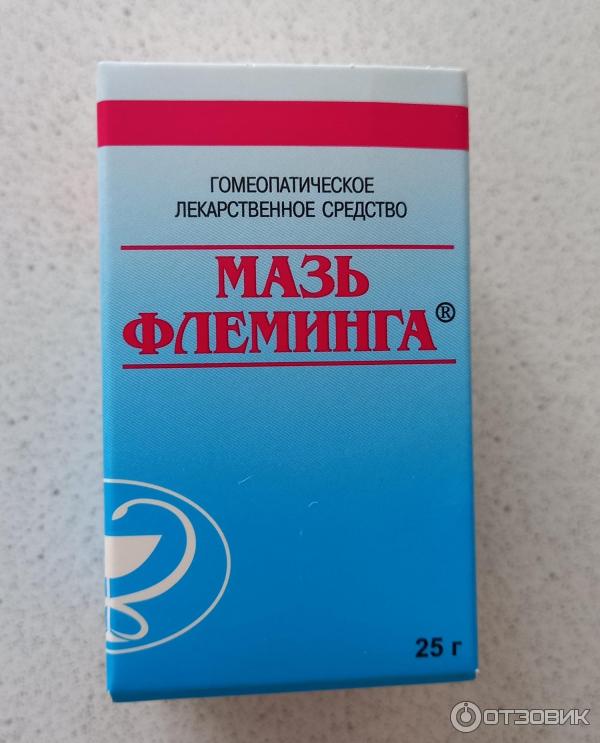 ГОМЕОПАТИЧЕСКОЕ
ЛЕКАРСТВЕННОЕ СРЕДСТВО
МАЗЬ
ФЛЕМИНГА®
25 г
ОТЗОВИК